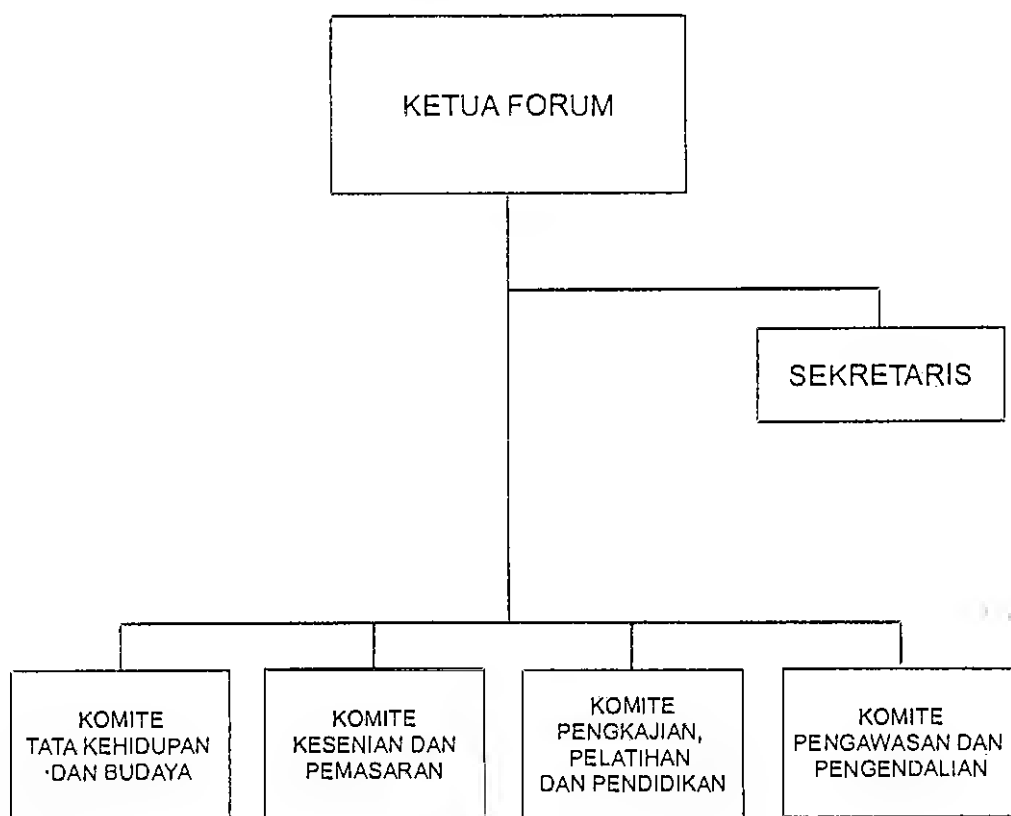 KETUA FORUM
SEKRETARIS
KOMITE
TATA KEHIDUPAN
DAN BUDAYA
KOMITE
KESENIAN DAN
PEMASARAN
KOMITE
PENGKAJIAN,
PELATIHAN
DAN PENDIDIKAN
KOMITE
PENGAWASAN DAN
PENGENDALIAN